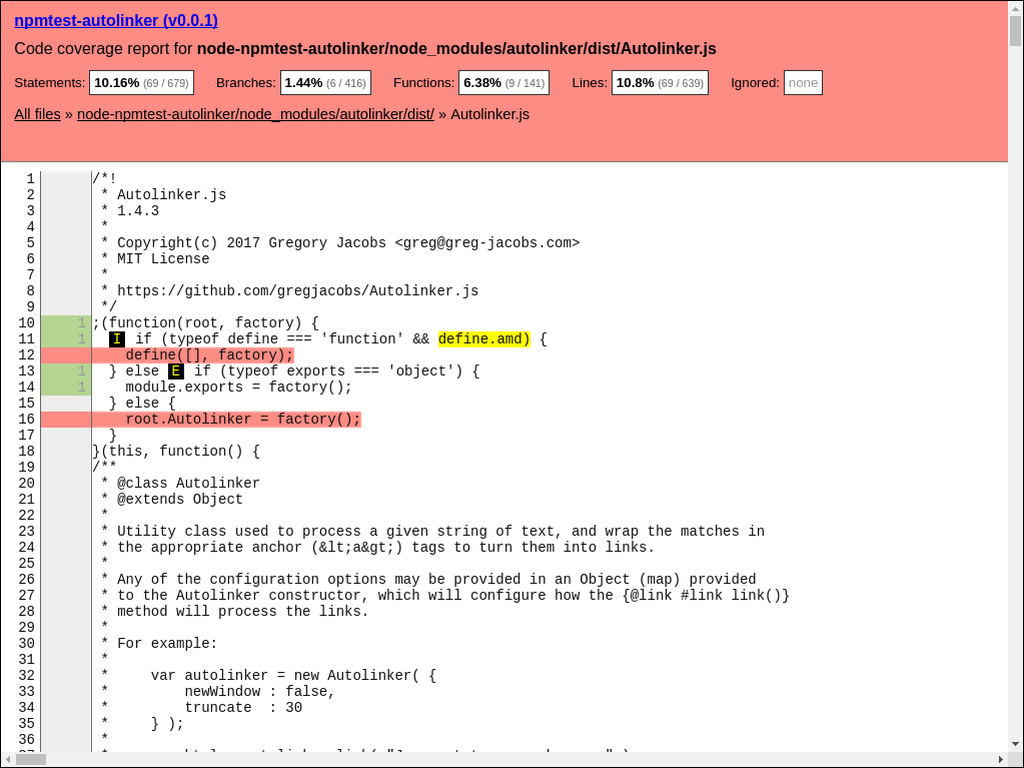 npmtest-autolinker (v0.0.1)
Code coverage report for node-npmtest-autolinker/node_modules/autolinker/dist/Autolinker.js
Statements: 10.16% (69 / 679) Branches: 1.44% (6 / 416) Functions: 6.38% (9 / 141) Lines: 10.8% (69 / 639) Ignored: none
All files » node-npmtest-autolinker/node_modules/autolinker/dist/ » Autolinker.js
1 /*!
2  * Autolinker.js
3  * 1.4.3
4  *
5  * Copyright(c) 2017 Gregory Jacobs <greg@greg-jacobs.com>
6  * MIT License
7  *
8  * https://github.com/gregjacobs/Autolinker.js
9  */
10 1 ;(function(root, factory) {
11 1   I if (typeof define === 'function' && define.amd) {
12     define([], factory);
13 1   } else E if (typeof exports === 'object') {
14 1     module.exports = factory();
15   } else {
16     root.Autolinker = factory();
17   }
18 }(this, function() {
19 /**
20  * @class Autolinker
21  * @extends Object
22  *
23  * Utility class used to process a given string of text, and wrap the matches in
24  * the appropriate anchor (&lt;a&gt;) tags to turn them into links.
25  *
26  * Any of the configuration options may be provided in an Object (map) provided
27  * to the Autolinker constructor, which will configure how the {@link #link link()}
28  * method will process the links.
29  *
30  * For example:
31  *
32  *     var autolinker = new Autolinker( {
33  *         newWindow : false,
34  *         truncate  : 30
35  *     } );
36  *